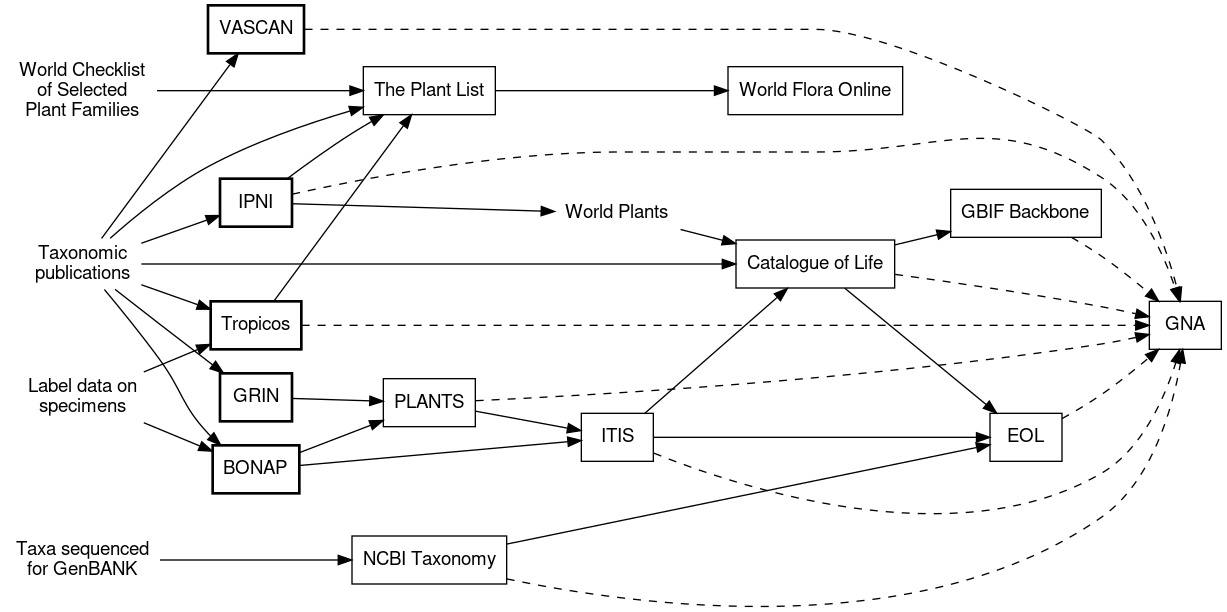 VASCAN
World Checklist
of Selected
Plant Families
The Plant List
World Flora Online
IPNI
World Plants
GBIF Backbone
Taxonomic
publications
Catalogue of Life
Tropicos
GNA
Label data on
specimens
GRIN
PLANTS
ITIS
EOL
BONAP
Taxa sequenced
for GenBANK
NCBI Taxonomy